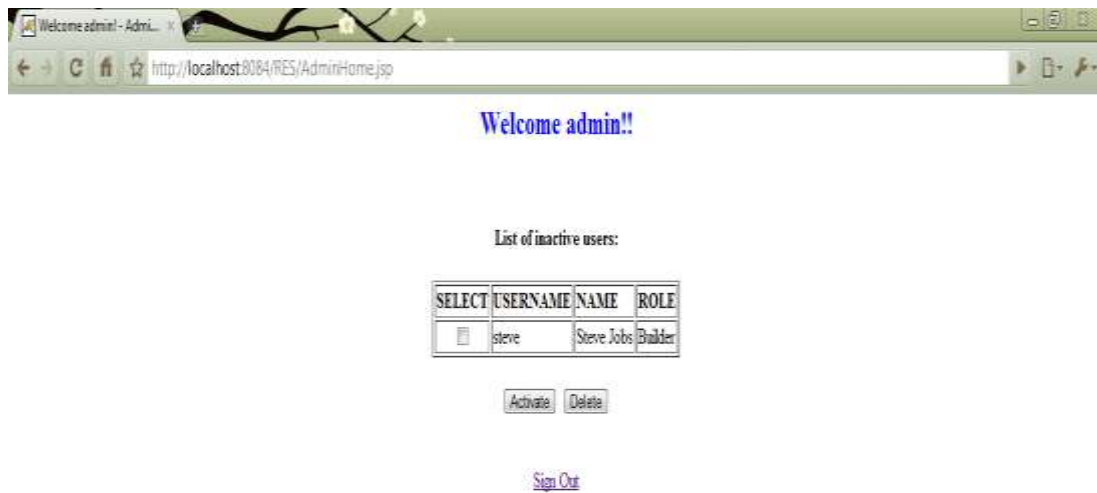 Welcome admin! - Admi...
http://localhost:8084/RES/AdminHome.jsp
Welcome admin!!
List of inactive users:
SELECT USERNAME NAME ROLE
steve Steve Jobs Builder
Activate Delete
Sign Out